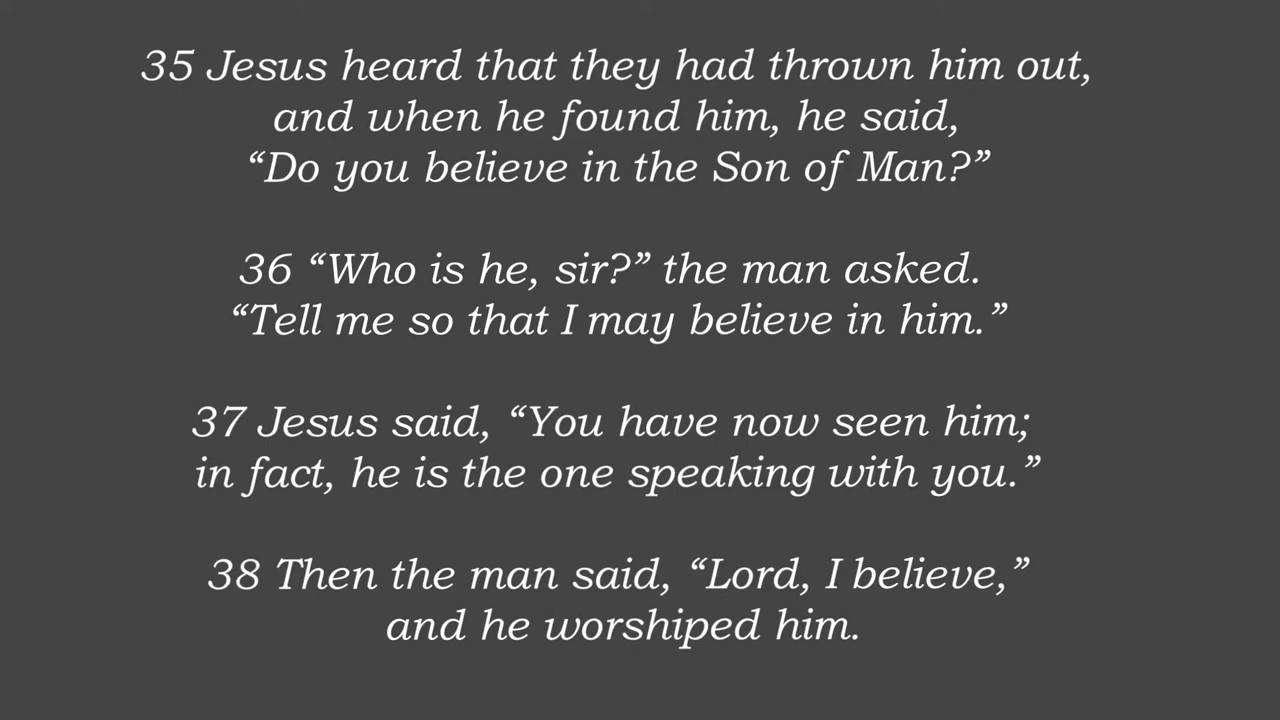 35 Jesus heard that they had thrown him out,
and when he found him, he said,
“Do you believe in the Son of Man?”
36 “Who is he, sir?” the man asked.
“Tell me so that I may believe in him.”
37 Jesus said, “You have now seen him;
in fact, he is the one speaking with you.”
38 Then the man said, “Lord, I believe,”
and he worshiped him.